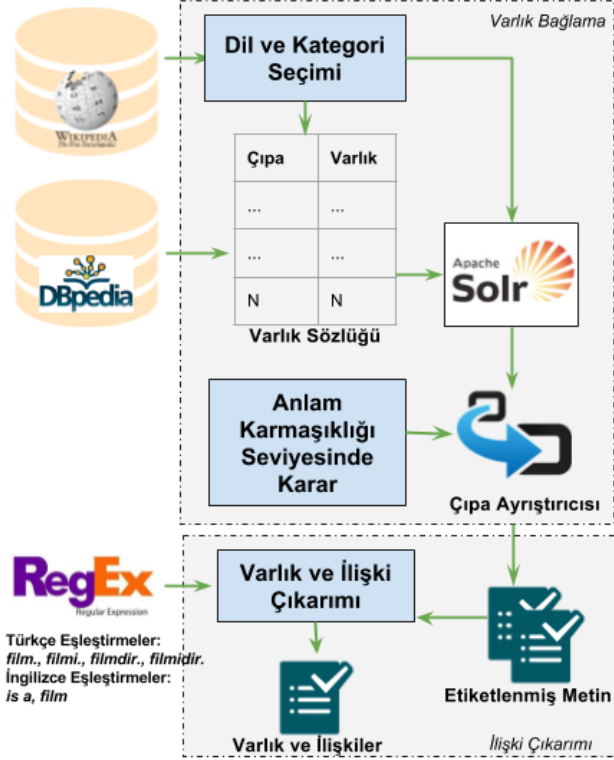 Varlık Bağlama
Dil ve Kategori
Seçimi
WIKIPEDIA
The Free Encyclopedia
Çıpa Varlık
... ...
... ...
N N
Varlık Sözlüğü
DBpedia
Apache
Solr
Anlam
Karmaşıklığı
Seviyesinde
Karar
Çıpa Ayrıştırıcısı
RegEx
Regular Expression
Varlık ve İlişki
Çıkarımı
Türkçe Eşleştirmeler:
film., filmi., filmdir., filmidir.
İngilizce Eşleştirmeler:
is a, film
Etiketlenmiş Metin
Varlık ve İlişkiler
İlişki Çıkarımı